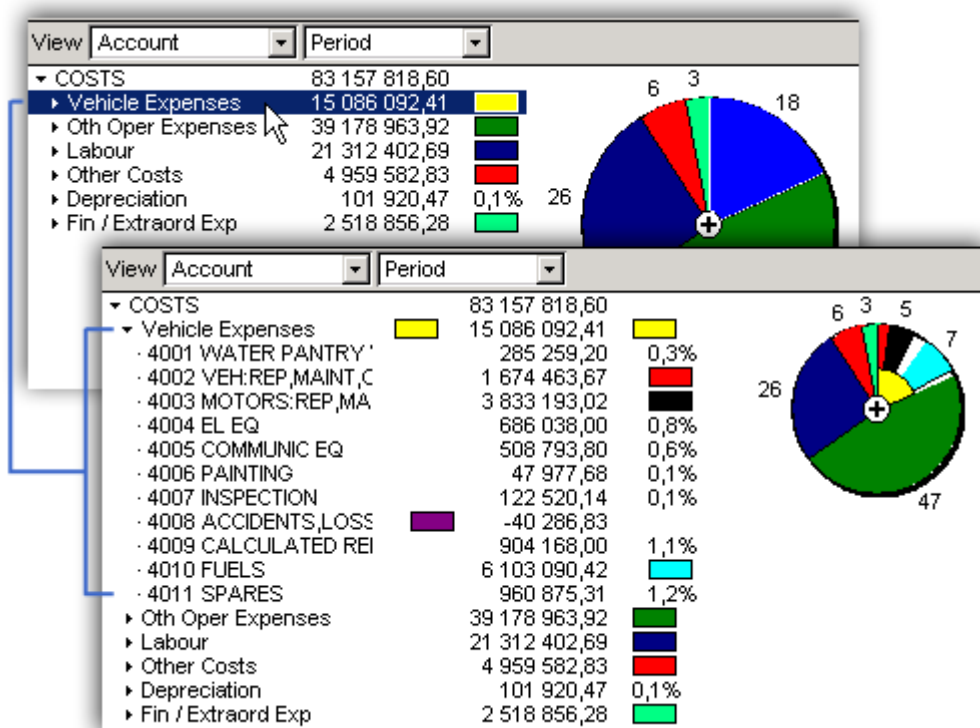 View Account Period
COSTS 83 157 818,60
Vehicle Expenses 15 086 092,41
Oth Oper Expenses 39 178 963,92
Labour 21 312 402,69
Other Costs 4 959 582,83
Depreciation 101 920,47 0,1%
Fin / Extraord Exp 2 518 856,28
6 3 18
26
View Account Period
COSTS 83 157 818,60
Vehicle Expenses 15 086 092,41
· 4001 WATER PANTRY ' 285 259,20 0,3%
· 4002 VEH:REP,MAINT,C 1 674 463,67
· 4003 MOTORS:REP,MA 3 833 193,02
· 4004 EL EQ 686 038,00 0,8%
· 4005 COMMUNIC EQ 508 793,80 0,6%
· 4006 PAINTING 47 977,68 0,1%
· 4007 INSPECTION 122 520,14 0,1%
· 4008 ACCIDENTS,LOSS -40 286,83
· 4009 CALCULATED REI 904 168,00 1,1%
· 4010 FUELS 6 103 090,42
· 4011 SPARES 960 875,31 1,2%
Oth Oper Expenses 39 178 963,92
Labour 21 312 402,69
Other Costs 4 959 582,83
Depreciation 101 920,47 0,1%
Fin / Extraord Exp 2 518 856,28
6 3 5
7
26
47